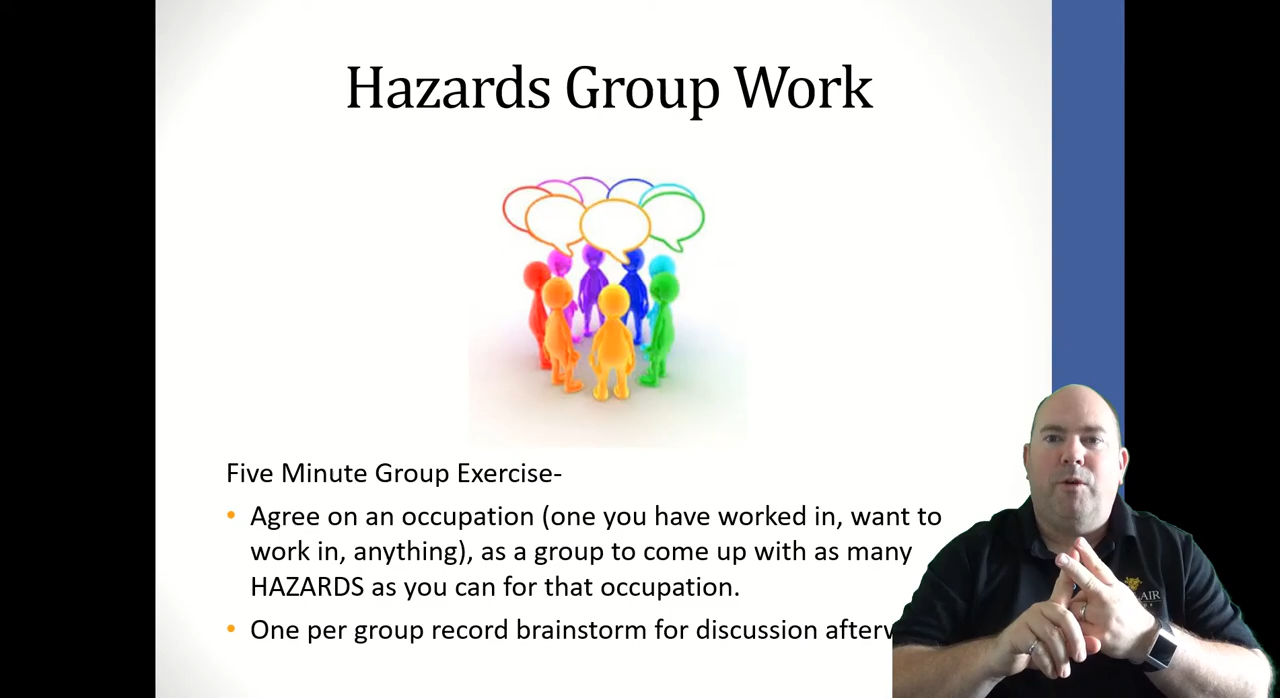 Hazards Group Work
Five Minute Group Exercise-
• Agree on an occupation (one you have worked in, want to
work in, anything), as a group to come up with as many
HAZARDS as you can for that occupation.
• One per group record brainstorm for discussion